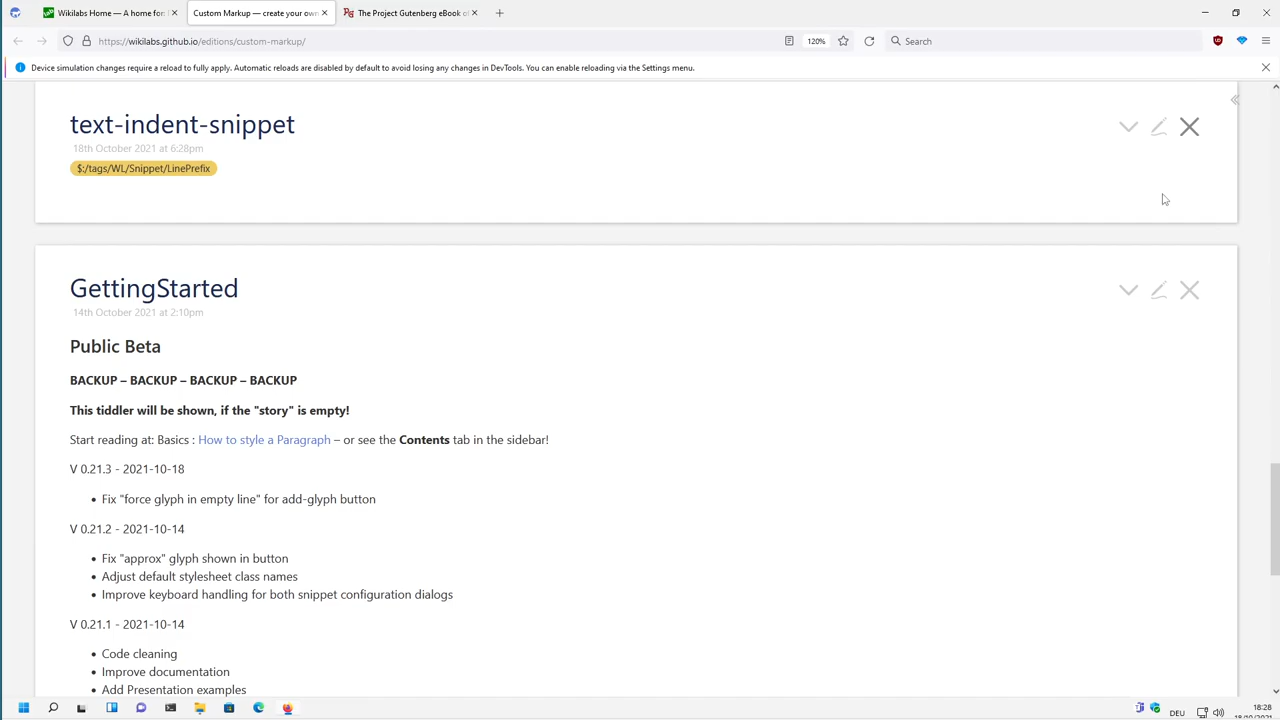 Wikilabs Home — A home for
Custom Markup — create your own
The Project Gutenberg eBook of
https://wikilabs.github.io/editions/custom-markup/
120%
Search
Device simulation changes require a reload to fully apply. Automatic reloads are disabled by default to avoid losing any changes in DevTools. You can enable reloading via the Settings menu.
text-indent-snippet
18th October 2021 at 6:28pm
$:/tags/WL/Snippet/LinePrefix
GettingStarted
14th October 2021 at 2:10pm
Public Beta
BACKUP – BACKUP – BACKUP – BACKUP
This tiddler will be shown, if the "story" is empty!
Start reading at: Basics : How to style a Paragraph – or see the Contents tab in the sidebar!
V 0.21.3 - 2021-10-18
• Fix "force glyph in empty line" for add-glyph button
V 0.21.2 - 2021-10-14
• Fix "approx" glyph shown in button
• Adjust default stylesheet class names
• Improve keyboard handling for both snippet configuration dialogs
V 0.21.1 - 2021-10-14
• Code cleaning
• Improve documentation
• Add Presentation examples
DEU
18:28
18/10/2021